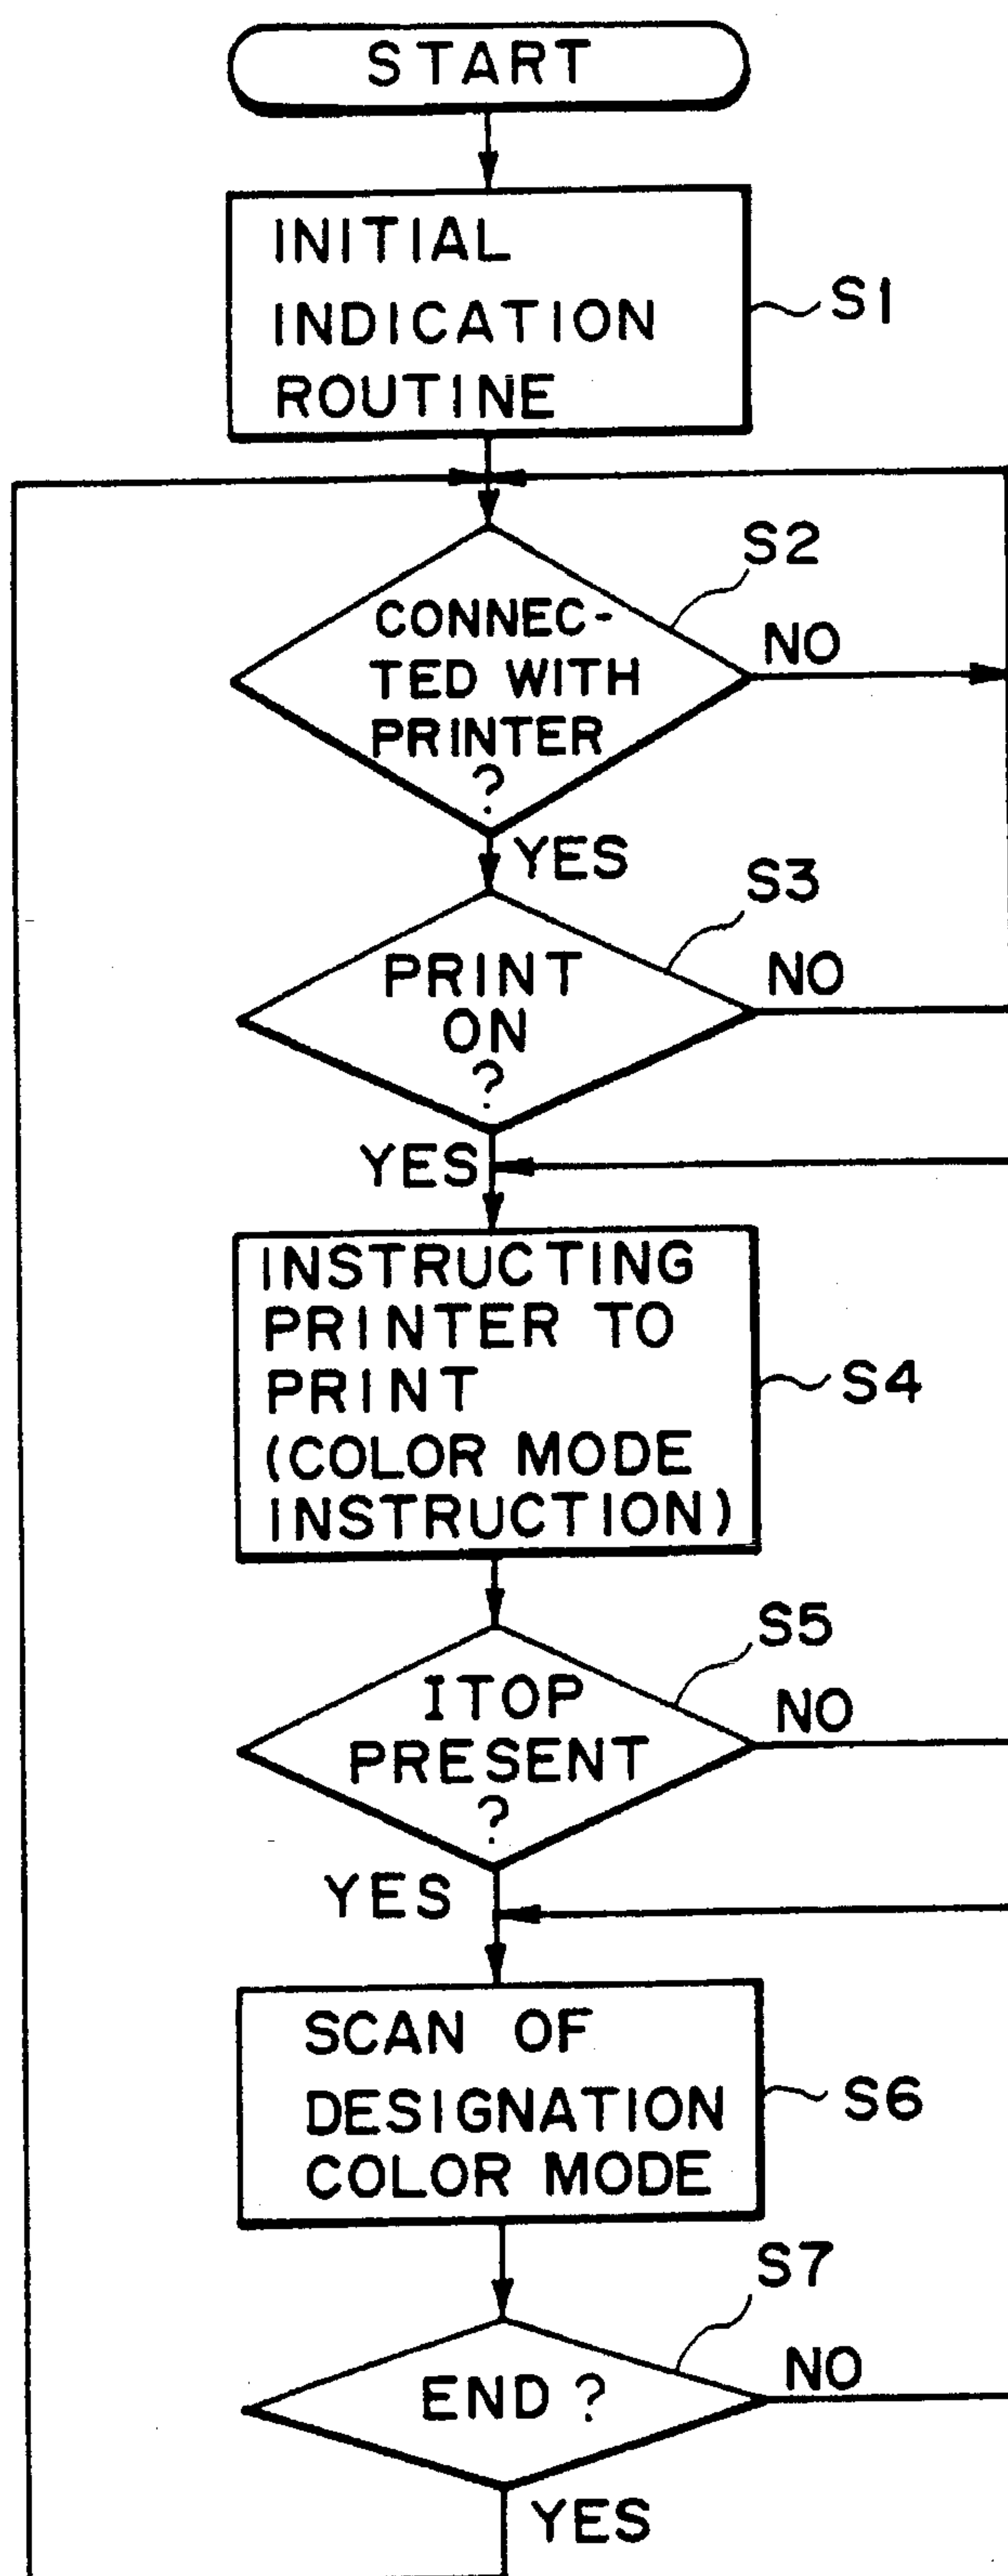 START
INITIAL
INDICATION
ROUTINE
S1
S2
CONNEC-
TED WITH
PRINTER
?
NO
YES
S3
PRINT
ON
?
NO
YES
INSTRUCTING
PRINTER TO
PRINT
(COLOR MODE
INSTRUCTION)
S4
S5
ITOP
PRESENT
?
NO
YES
SCAN OF
DESIGNATION
COLOR MODE
S6
S7
END ?
NO
YES